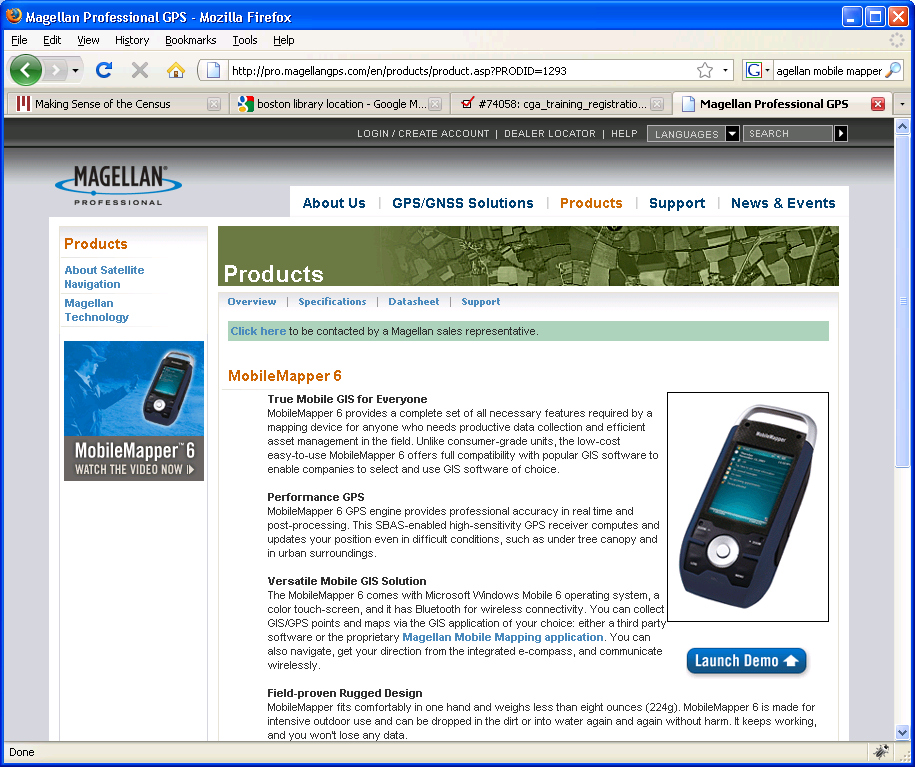 Magellan Professional GPS - Mozilla Firefox
File Edit View History Bookmarks Tools Help
http://pro.magellangps.com/en/products/product.asp?PRODID=1293
agellan mobile mapper
Making Sense of the Census
boston library location - Google M...
#74058: cga_training_registratio...
Magellan Professional GPS
LOGIN / CREATE ACCOUNT | DEALER LOCATOR | HELP
LANGUAGES
SEARCH
MAGELLAN®
PROFESSIONAL
About Us | GPS/GNSS Solutions | Products | Support | News & Events
Products
About Satellite
Navigation
Magellan
Technology
MobileMapper™ 6
WATCH THE VIDEO NOW
Products
Overview | Specifications | Datasheet | Support
Click here to be contacted by a Magellan sales representative.
MobileMapper 6
True Mobile GIS for Everyone
MobileMapper 6 provides a complete set of all necessary features required by a
mapping device for anyone who needs productive data collection and efficient
asset management in the field. Unlike consumer-grade units, the low-cost
easy-to-use MobileMapper 6 offers full compatibility with popular GIS software to
enable companies to select and use GIS software of choice.
Performance GPS
MobileMapper 6 GPS engine provides professional accuracy in real time and
post-processing. This SBAS-enabled high-sensitivity GPS receiver computes and
updates your position even in difficult conditions, such as under tree canopy and
in urban surroundings.
Versatile Mobile GIS Solution
The MobileMapper 6 comes with Microsoft Windows Mobile 6 operating system, a
color touch-screen, and it has Bluetooth for wireless connectivity. You can collect
GIS/GPS points and maps via the GIS application of your choice: either a third party
software or the proprietary Magellan Mobile Mapping application. You can
also navigate, get your direction from the integrated e-compass, and communicate
wirelessly.
Field-proven Rugged Design
MobileMapper fits comfortably in one hand and weighs less than eight ounces (224g). MobileMapper 6 is made for
intensive outdoor use and can be dropped in the dirt or into water again and again without harm. It keeps working,
and you won't lose any data.
MobileMapper
Launch Demo
Done